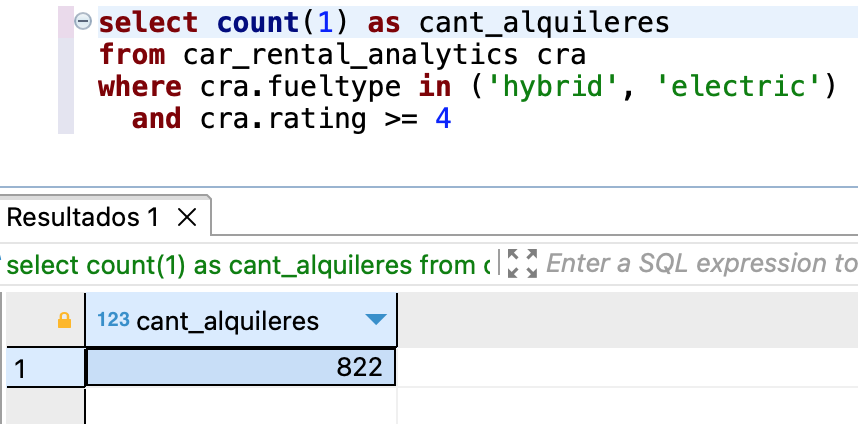 select count(1) as cant_alquileres
from car_rental_analytics cra
where cra.fueltype in ('hybrid', 'electric')
and cra.rating >= 4
Resultados 1
select count(1) as cant_alquileres from c
Enter a SQL expression to
123 cant_alquileres
1 822